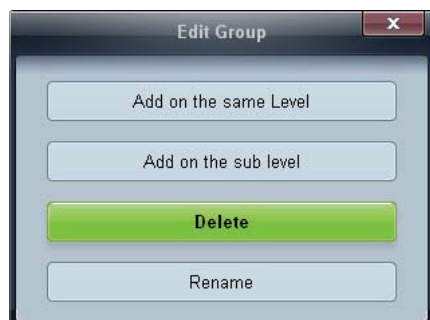 Edit Group
x
Add on the same Level
Add on the sub level
Delete
Rename